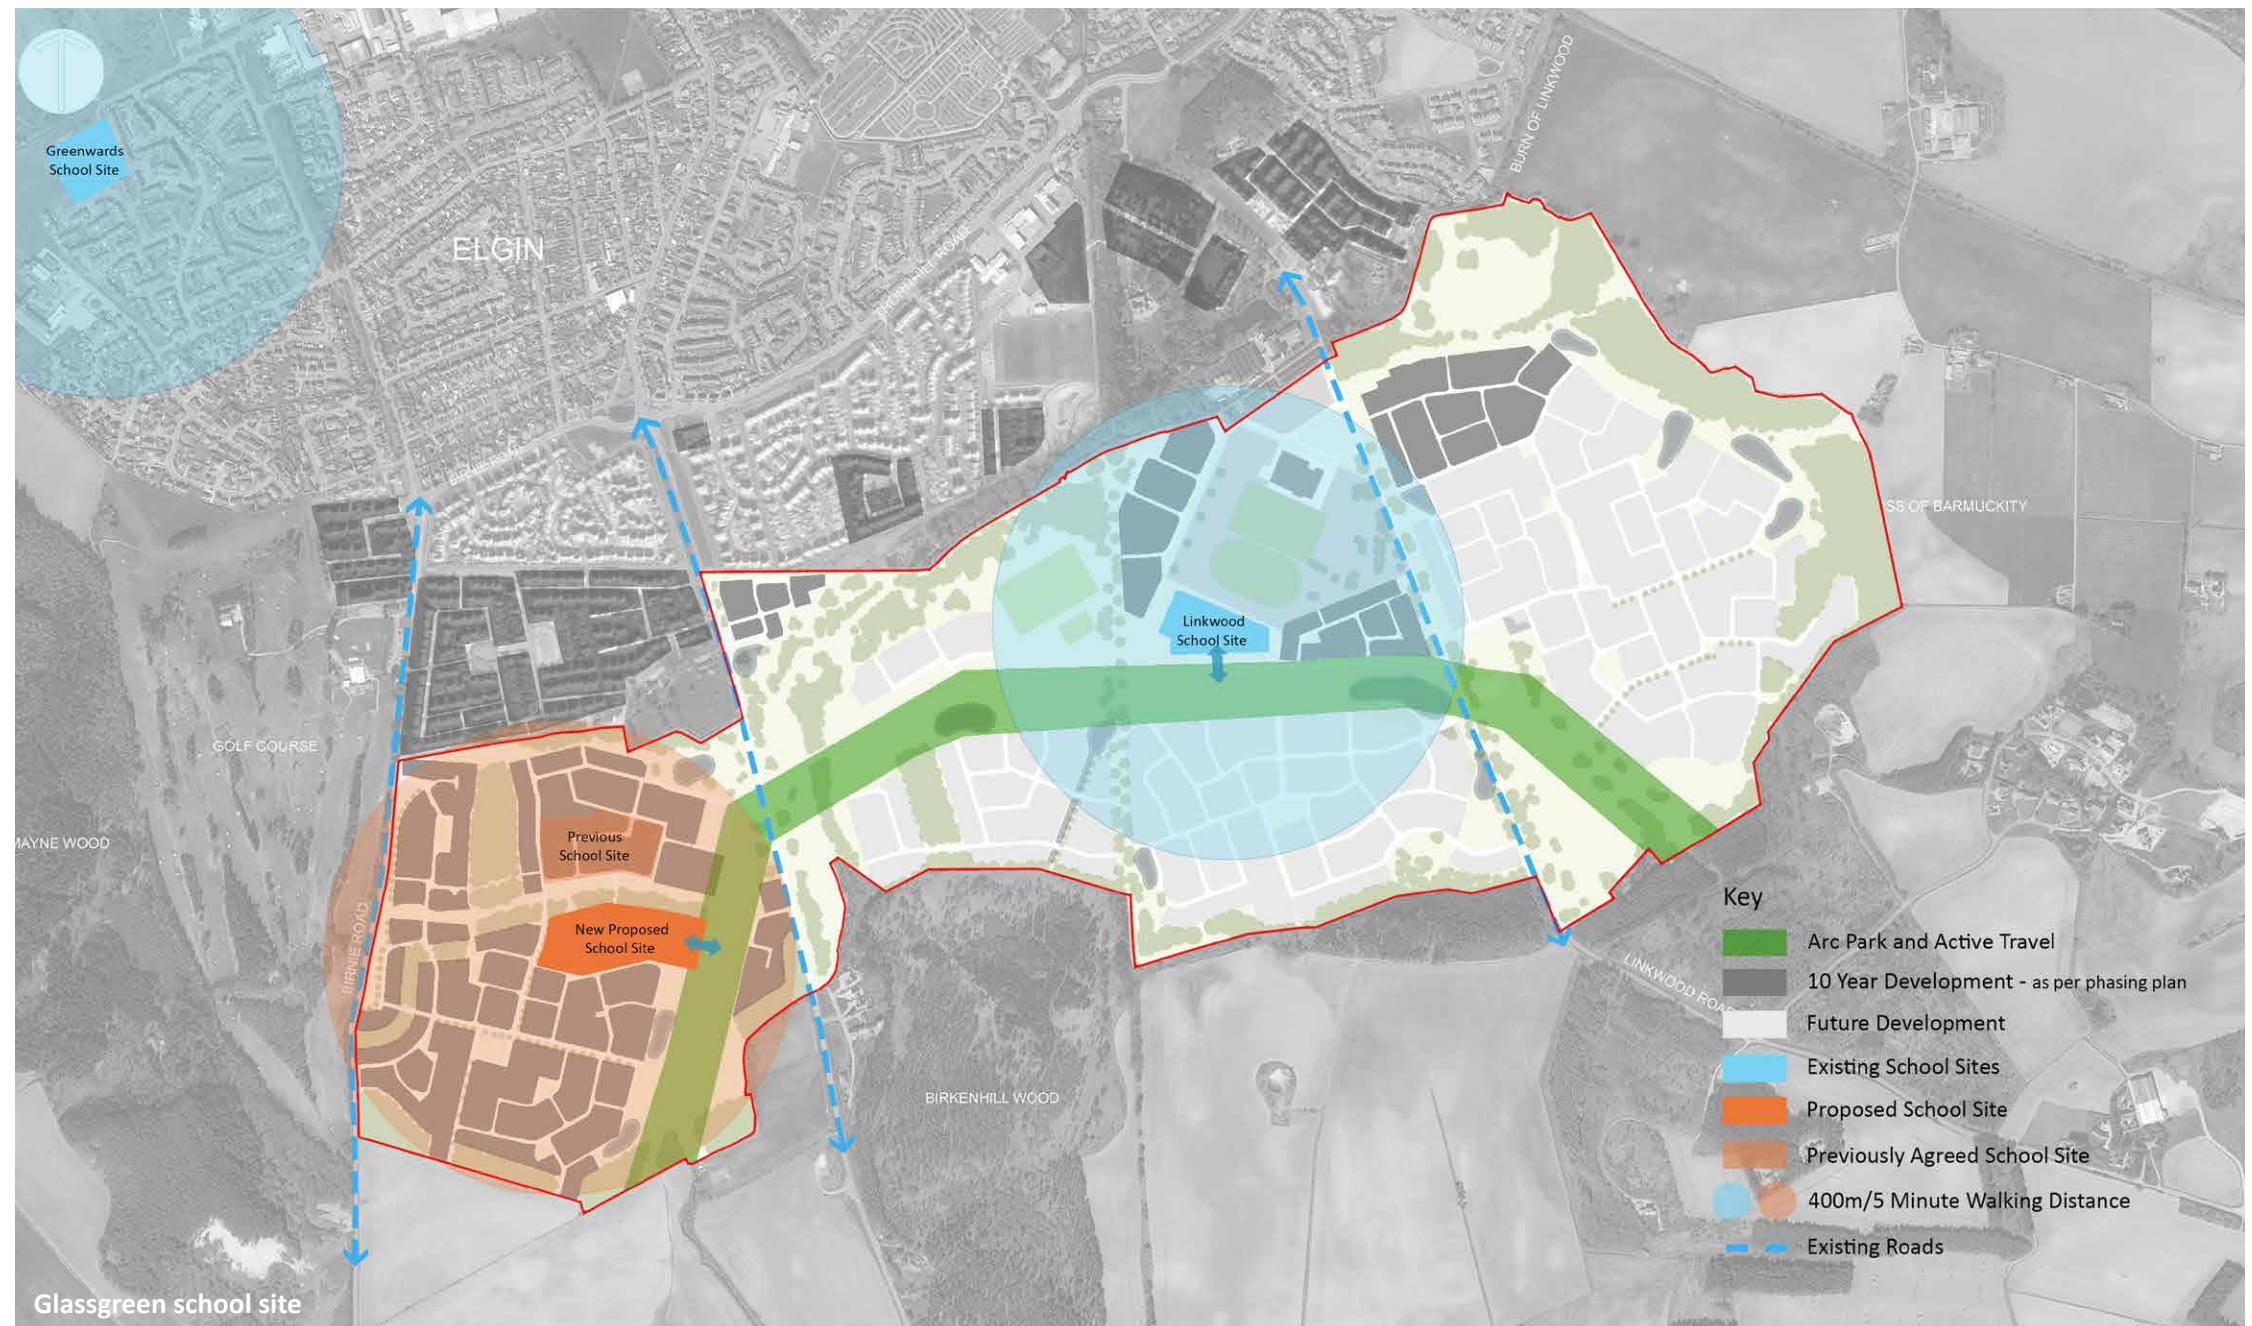 Greenwards
School Site
ELGIN
BURN OF LINKWOOD
SS OF BARMUCKITY
Linkwood
School Site
GOLF COURSE
MAYNE WOOD
Previous
School Site
New Proposed
School Site
BIRNIE ROAD
BIRKENHILL WOOD
LINKWOOD ROA
Key
Arc Park and Active Travel
10 Year Development - as per phasing plan
Future Development
Existing School Sites
Proposed School Site
Previously Agreed School Site
400m/5 Minute Walking Distance
Existing Roads
Glassgreen school site